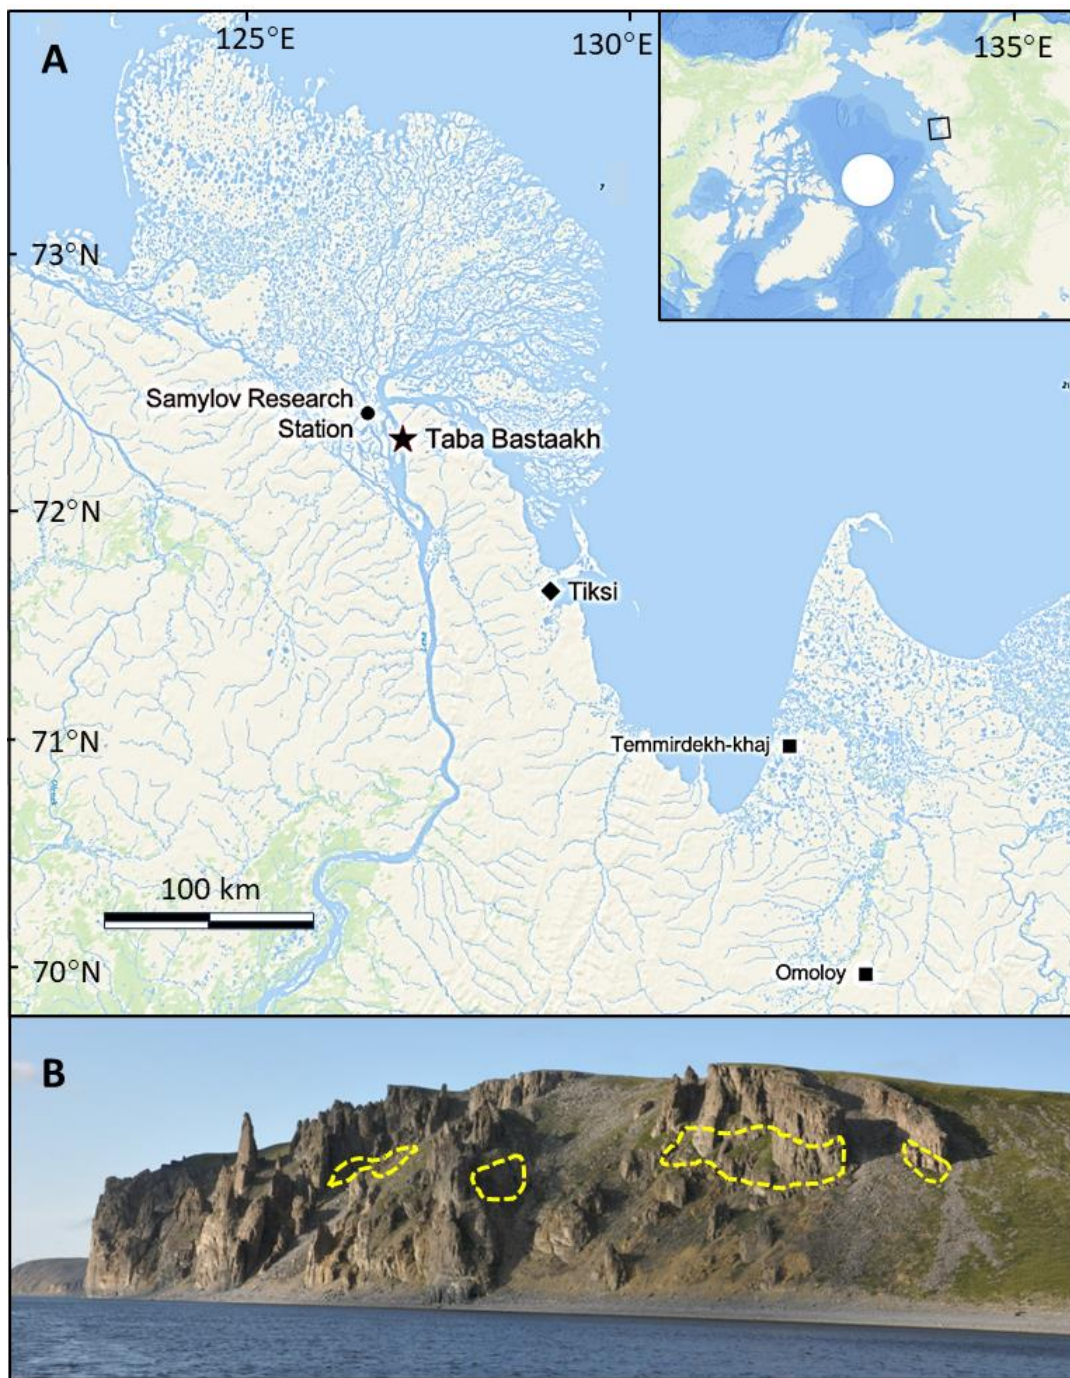 A
125°E
130°E
135°E
73°N
Samylov Research
Station
Taba Bastaakh
72°N
Tiksi
71°N
Temmirdekh-khaj
100 km
70°N
Omoloy
B